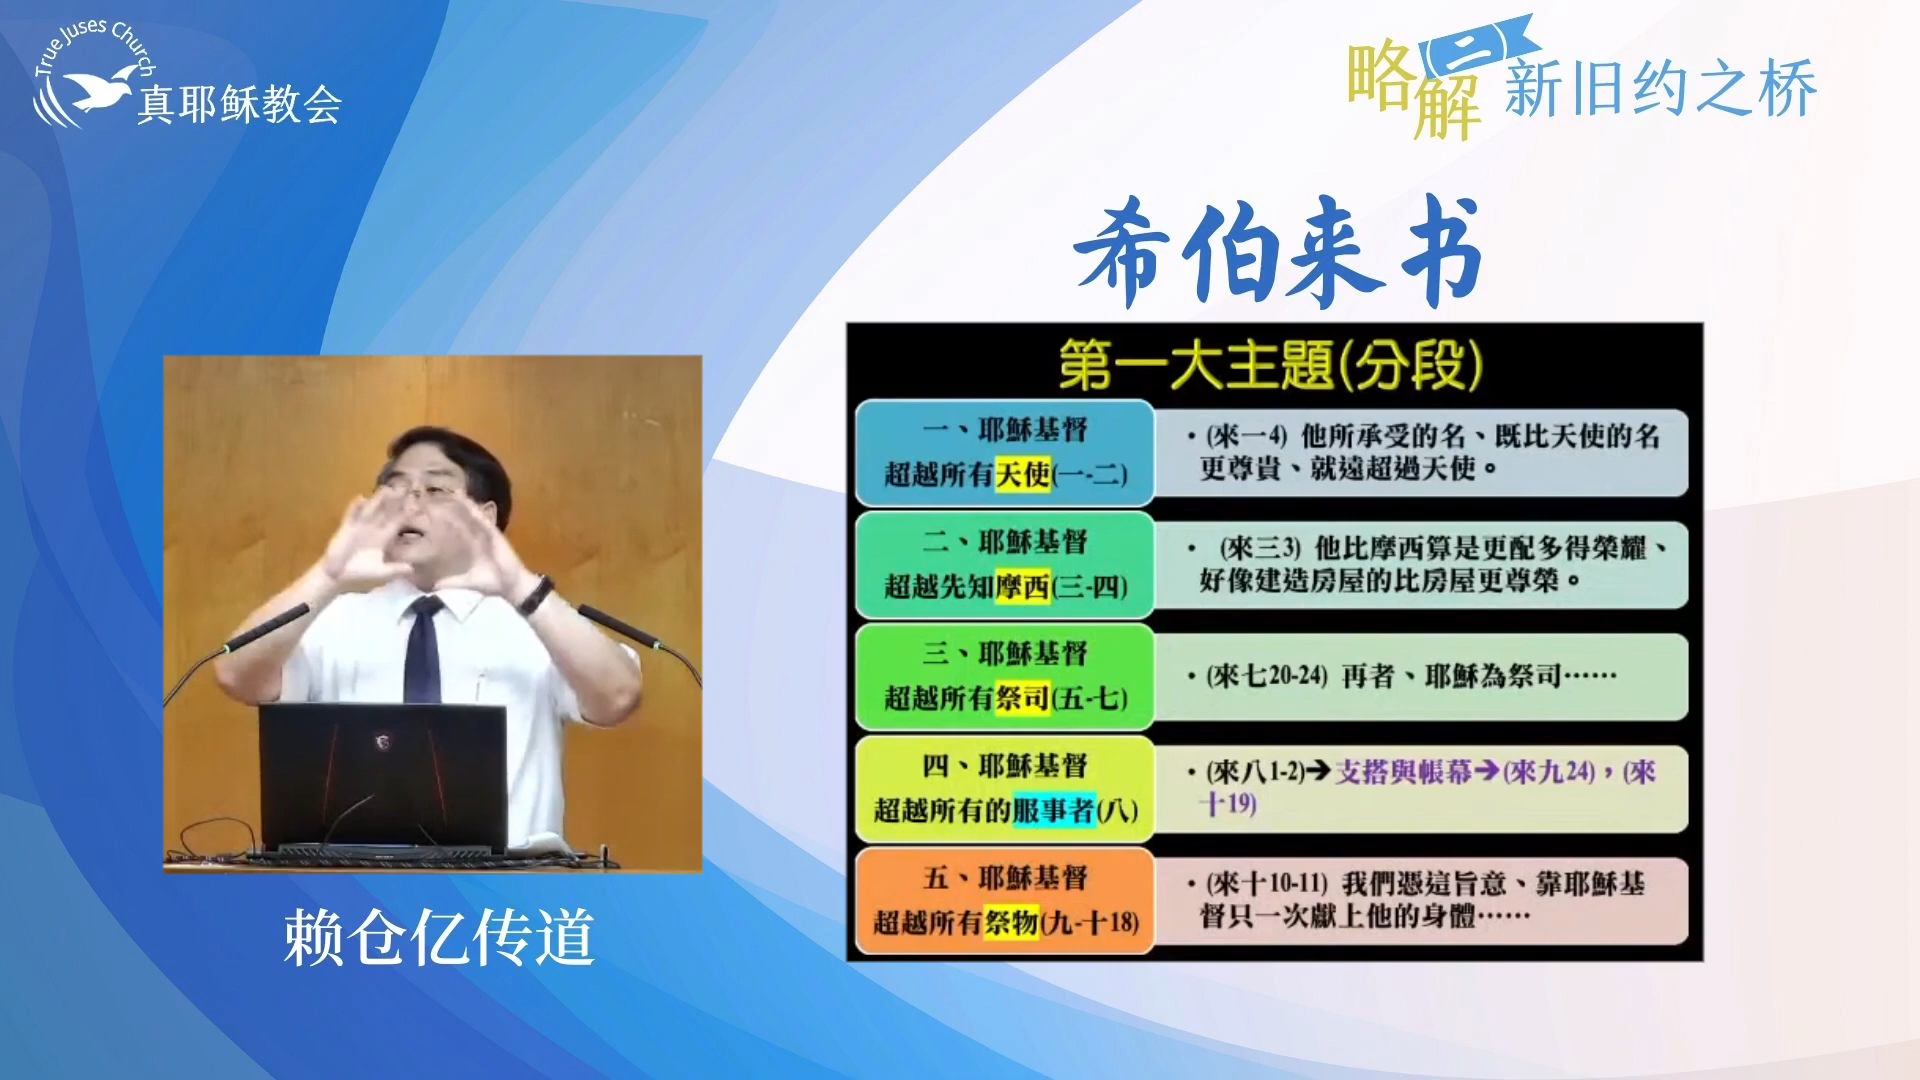 True Juses Church
真耶稣教会
略解
二
新旧约之桥
希伯来书
第一大主題(分段)
一、耶穌基督
超越所有天使(一-二)
•(來一4) 他所承受的名、既比天使的名
更尊貴、就遠超過天使。
二、耶穌基督
超越先知摩西(三-四)
• (來三3) 他比摩西算是更配多得榮耀、
好像建造房屋的比房屋更尊榮。
三、耶穌基督
超越所有祭司(五-七)
•(來七20-24) 再者、耶穌為祭司……
四、耶穌基督
超越所有的服事者(八)
•(來八1-2)➔支搭與帳幕➔(來九24)，(來
十19)
五、耶穌基督
超越所有祭物(九-十18)
•(來十10-11) 我們憑這旨意、靠耶穌基
督只一次獻上他的身體……
赖仓亿传道